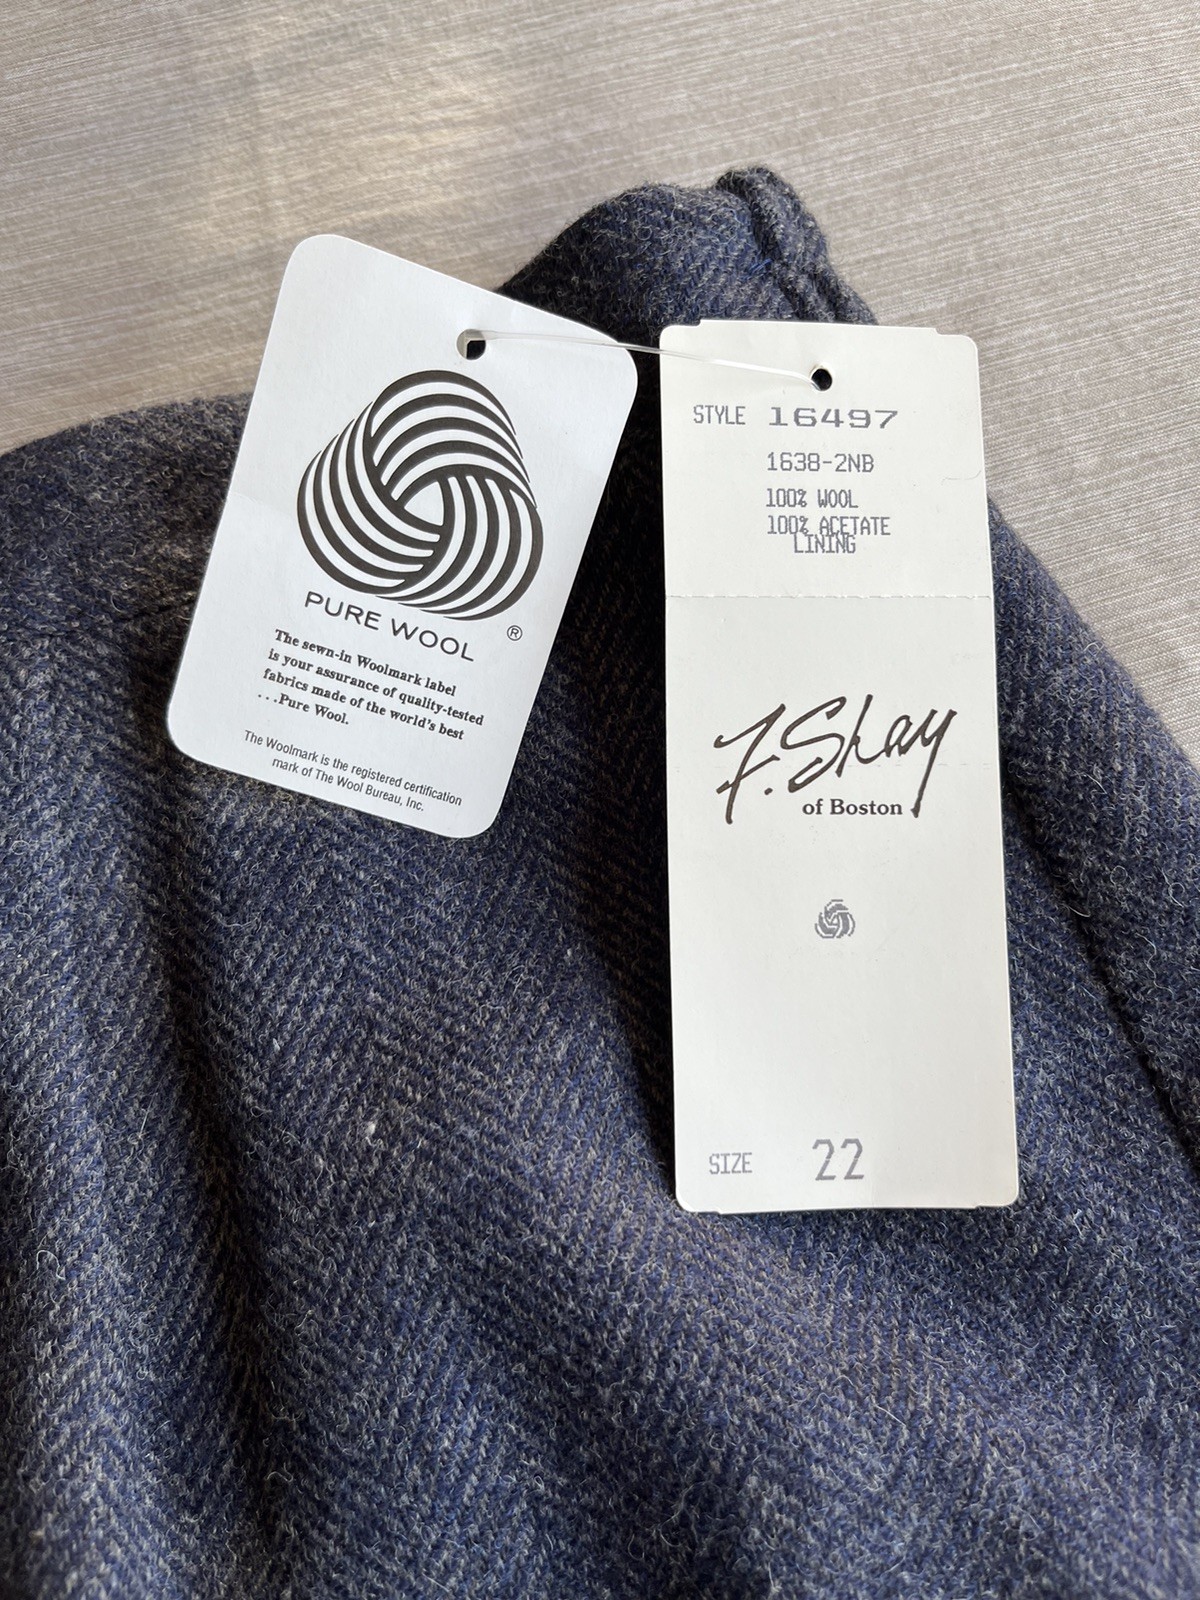 PURE WOOL
®
The sewn-in Woolmark label
is your assurance of quality-tested
fabrics made of the world's best
...Pure Wool.
The Woolmark is the registered certification
mark of The Wool Bureau, Inc.
STYLE 16497
1638-2NB
100% WOOL
100% ACETATE
LINING
F. Shay
of Boston
SIZE 22